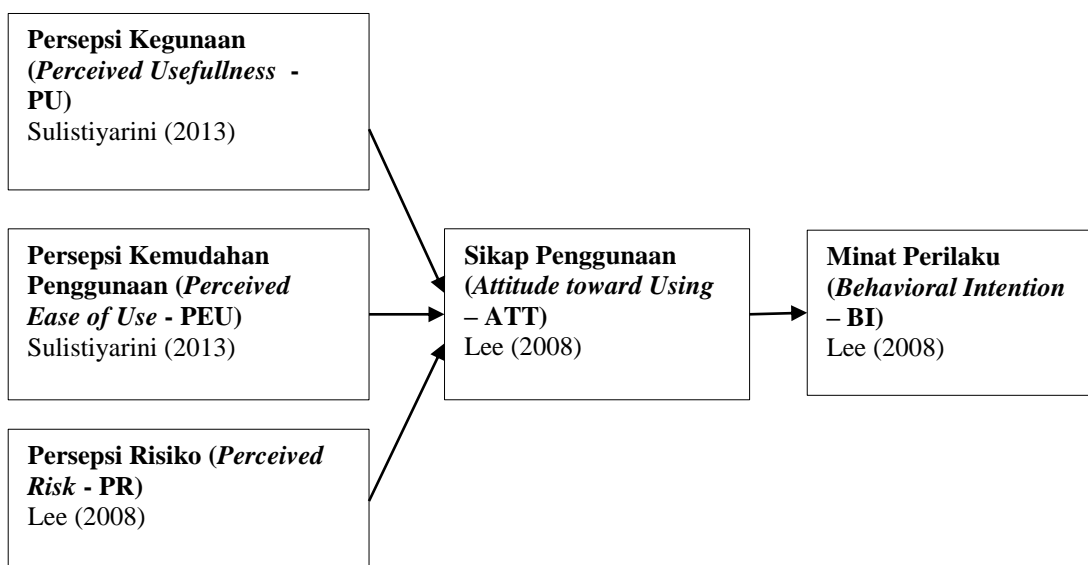 Persepsi Kegunaan
(Perceived Usefullness -
PU)
Sulistiyarini (2013)
Persepsi Kemudahan
Penggunaan (Perceived
Ease of Use - PEU)
Sulistiyarini (2013)
Persepsi Risiko (Perceived
Risk - PR)
Lee (2008)
Sikap Penggunaan
(Attitude toward Using
– ATT)
Lee (2008)
Minat Perilaku
(Behavioral Intention
– BI)
Lee (2008)